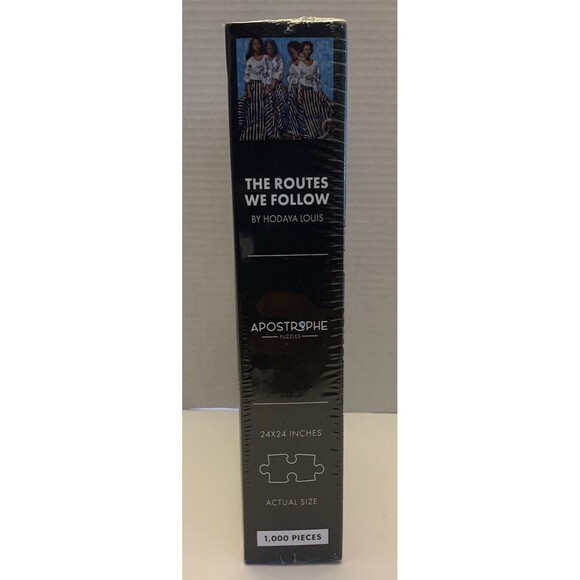 THE ROUTES
WE FOLLOW
BY HODAYA LOUIS
APOSTROPHE
PUZZLES
24X24 INCHES
ACTUAL SIZE
1,000 PIECES